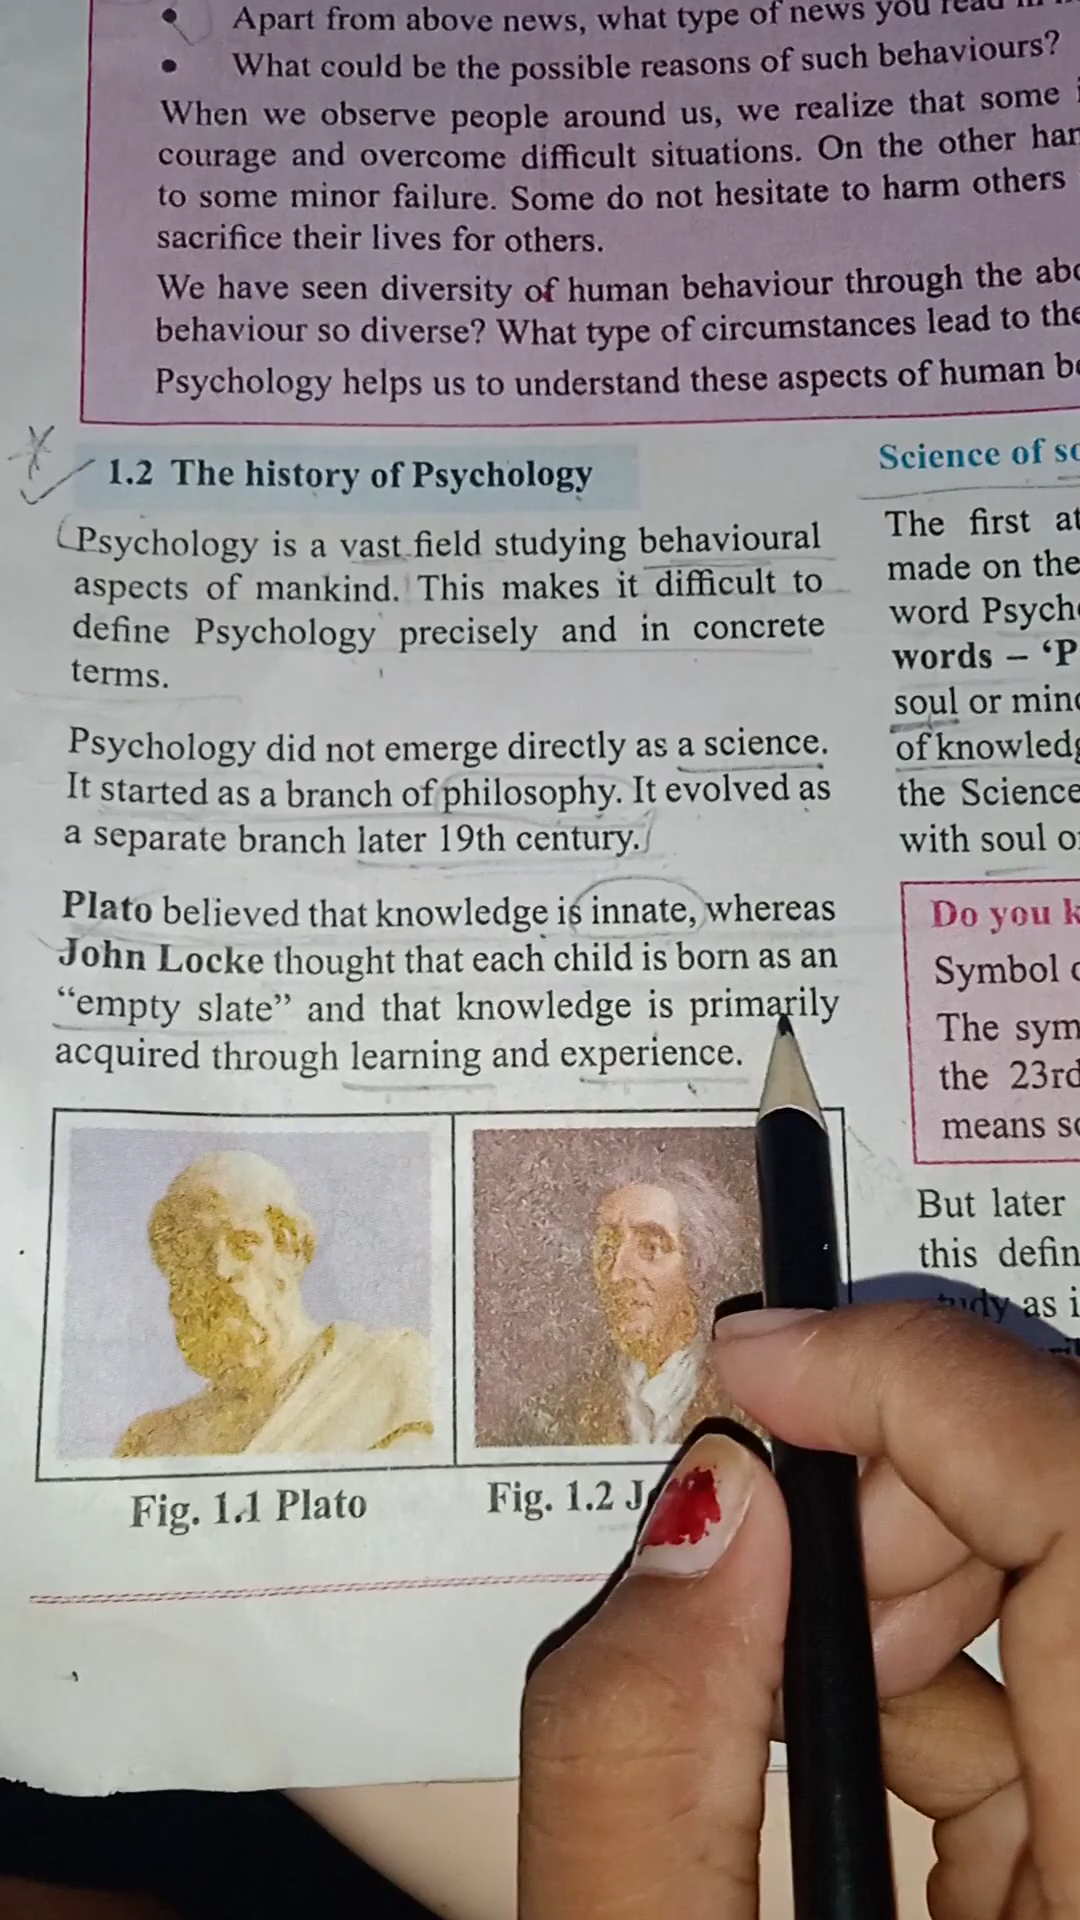 Apart from above news, what type of news you read
What could be the possible reasons of such behaviours?
When we observe people around us, we realize that some
courage and overcome difficult situations. On the other
to some minor failure. Some do not hesitate to harm others
sacrifice their lives for others.
We have seen diversity of human behaviour through the
behaviour so diverse? What type of circumstances lead to
Psychology helps us to understand these aspects of human
1.2 The history of Psychology
Psychology is a vast field studying behavioural
aspects of mankind. This makes it difficult to
define Psychology precisely and in concrete
terms.
Psychology did not emerge directly as a science.
It started as a branch of philosophy. It evolved as
a separate branch later 19th century.
Plato believed that knowledge is innate, whereas
John Locke thought that each child is born as an
“empty slate” and that knowledge is primarily
acquired through learning and experience.
Fig. 1.1 Plato
Fig. 1.2
Science of
The first
made on the
word
words – ‘P
soul or
of
the Science
with soul
Do you
Symbol
The
the 23rd
means
But later
this
as